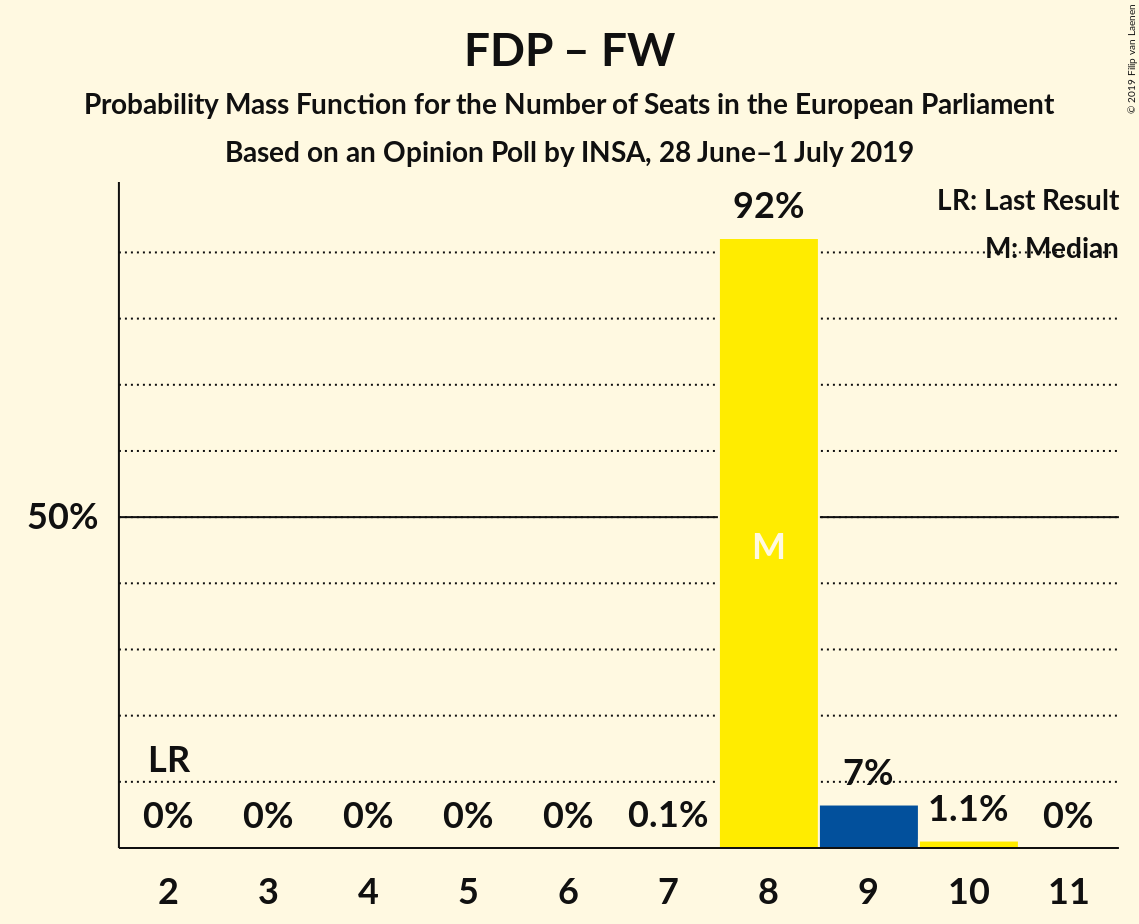 FDP – FW
Probability Mass Function for the Number of Seats in the European Parliament
Based on an Opinion Poll by INSA, 28 June–1 July 2019
© 2019 Filip van Laenen
LR: Last Result
M: Median
92%
50%
M
LR
7%
0% 0% 0% 0% 0% 0.1% 1.1% 0%
2 3 4 5 6 7 8 9 10 11